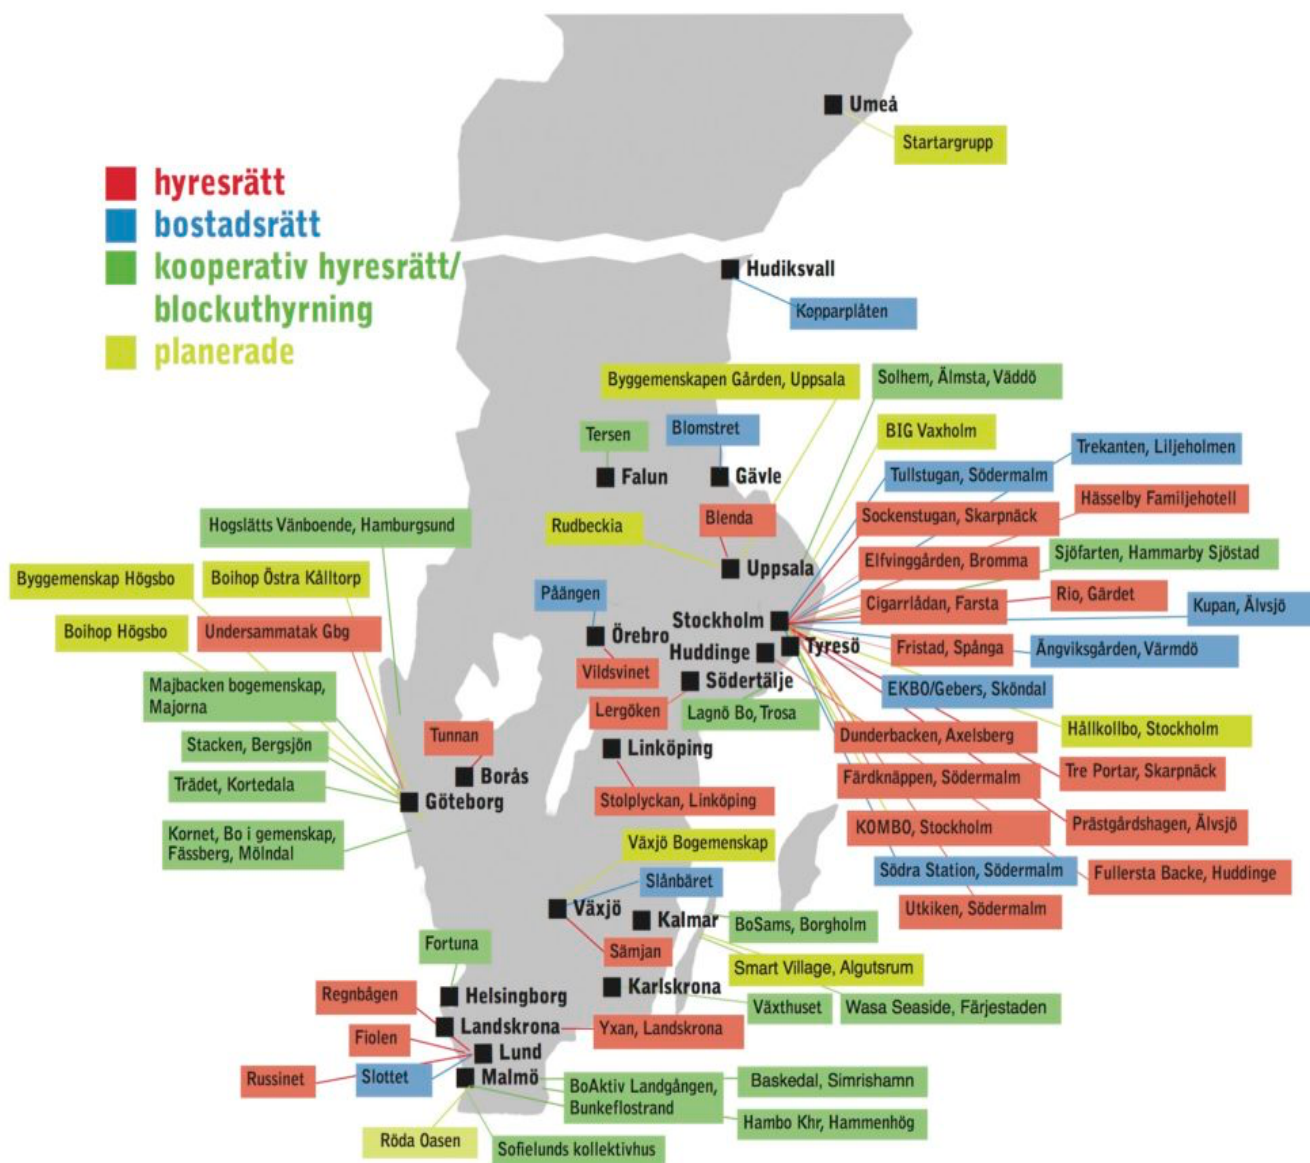 Umeå
Startargrupp
hyresrätt
bostadsrätt
kooperativ hyresrätt/
blockuthyrning
planerade
Hudiksvall
Kopparplåten
Byggemenskapen Gården, Uppsala
Solhem, Älmsta, Väddö
Tersen
Blomstret
BIG Vaxholm
Trekanten, Liljeholmen
Falun
Gävle
Tullstugan, Södermalm
Hässelby Familjehotell
Hogslätts Vänboende, Hamburgsund
Rudbeckia
Blenda
Sockenstugan, Skarpnäck
Sjöfarten, Hammarby Sjöstad
Byggemenskap Högsbo
Boihop Östra Kålltorp
Uppsala
Elfvinggården, Bromma
Påängen
Cigarrlådan, Farsta
Rio, Gärdet
Kupan, Älvsjö
Boihop Högsbo
Undersammatak Gbg
Örebro
Stockholm
Tyresö
Fristad, Spånga
Ängviksgården, Värmdö
Huddinge
Vildsvinet
Södertälje
EKBO/Gebers, Sköndal
Majbacken bogemenskap,
Majorna
Lergöken
Lagnö Bo, Trosa
Hållkollbo, Stockholm
Stacken, Bergsjön
Tunnan
Linköping
Dunderbacken, Axelsberg
Tre Portar, Skarpnäck
Trädet, Kortedala
Borås
Färdknäppen, Södermalm
Göteborg
Stolplyckan, Linköping
KOMBO, Stockholm
Prästgårdshagen, Älvsjö
Kornet, Bo i gemenskap,
Fässberg, Mölndal
Växjö Bogemenskap
Slånbäret
Södra Station, Södermalm
Fullersta Backe, Huddinge
Växjö
Kalmar
BoSams, Borgholm
Utkiken, Södermalm
Fortuna
Sämjan
Smart Village, Algutsrum
Regnbågen
Helsingborg
Karlskrona
Växthuset
Wasa Seaside, Färjestaden
Landskrona
Yxan, Landskrona
Fiolen
Lund
Russinet
Slottet
Malmö
BoAktiv Landgången,
Bunkeflostrand
Baskedal, Simrishamn
Hambo Khr, Hammenhög
Röda Oasen
Sofielunds kollektivhus